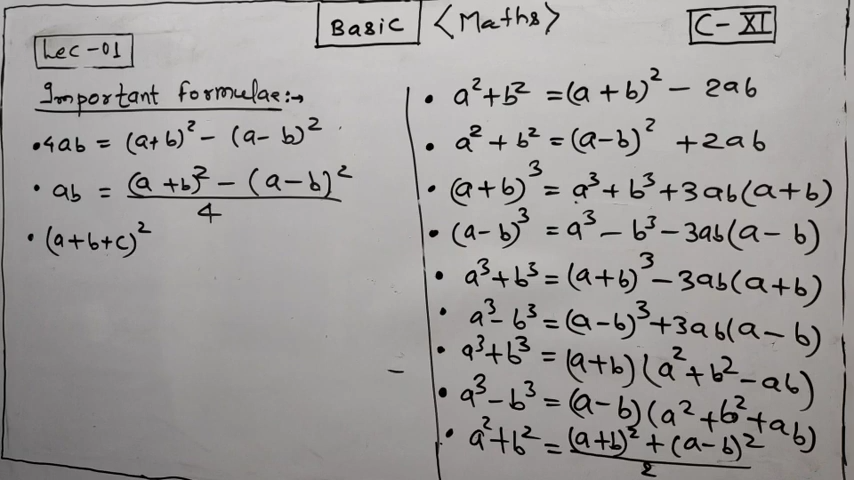 Basic <Maths>
C-XI
Lec-01
Important formulae:→
• 4ab = (a+b)² - (a-b)²
• ab = (a+b)² - (a-b)² / 4
• (a+b+c)²
• a²+b² = (a+b)² - 2ab
• a²+b² = (a-b)² +2ab
• (a+b)³ = a³+b³+3ab(a+b)
• (a-b)³ = a³-b³-3ab(a-b)
• a³+b³ = (a+b)³-3ab(a+b)
• a³-b³ = (a-b)³+3ab(a-b)
• a³+b³ = (a+b)(a²+b²-ab)
• a³-b³ = (a-b)(a²+b²+ab)
• a²+b² = (a+b)²+(a-b)² / 2